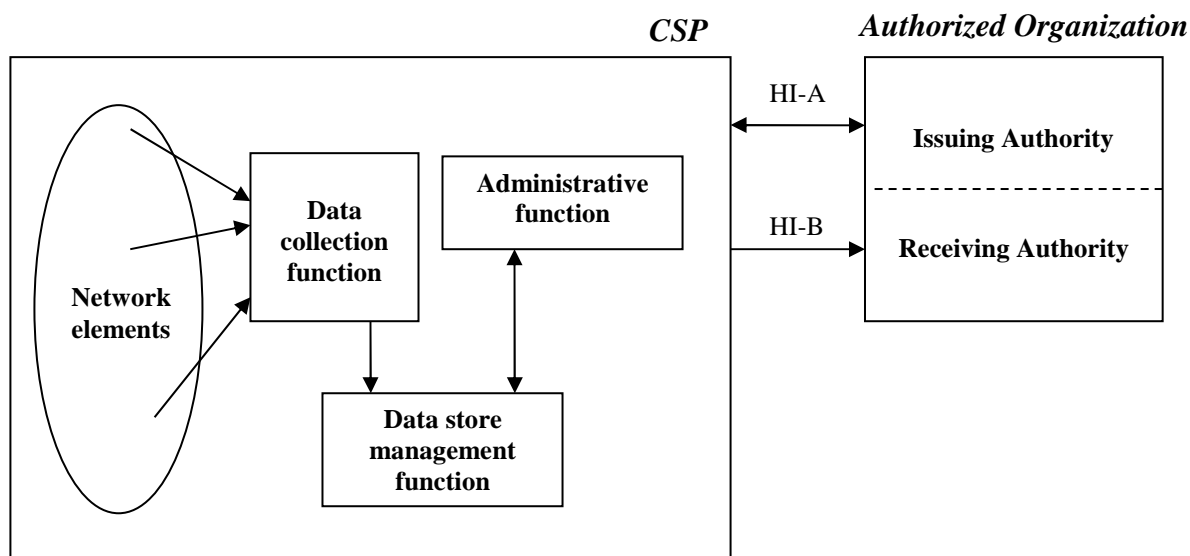 CSP
Authorized Organization
HI-A
Issuing Authority
Administrative
function
Data
collection
function
HI-B
Receiving Authority
Network
elements
Data store
management
function